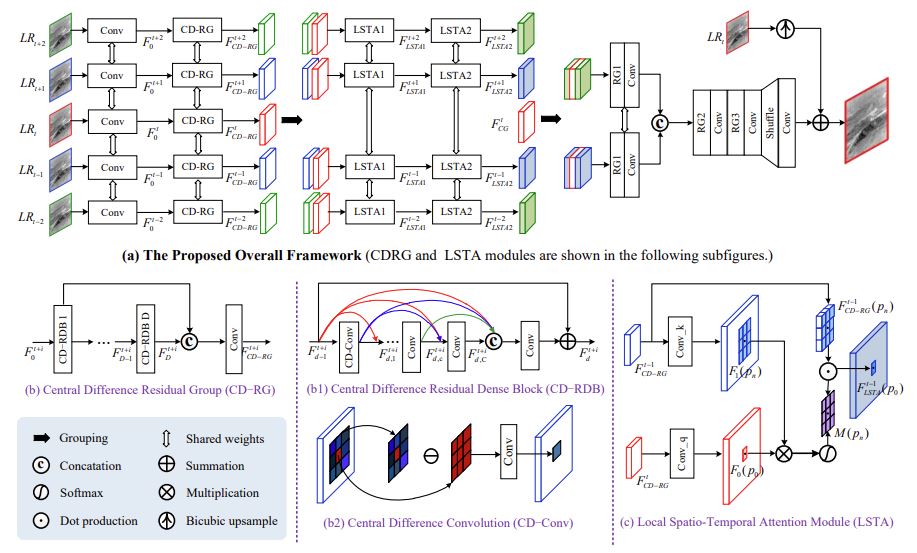 LR_{t+2} Conv F_0^{t+2} CD-RG F_{CD-RG}^{t+2} LSTA1 F_{LSTA1}^{t+2} LSTA2 F_{LSTA2}^{t+2}
LR_{t+1} Conv F_0^{t+1} CD-RG F_{CD-RG}^{t+1} LSTA1 F_{LSTA1}^{t+1} LSTA2 F_{LSTA2}^{t+1}
LR_t Conv F_0^t CD-RG F_{CD-RG}^t F_{CG}^t
LR_{t-1} Conv F_0^{t-1} CD-RG F_{CD-RG}^{t-1} LSTA1 F_{LSTA1}^{t-1} LSTA2 F_{LSTA2}^{t-1}
LR_{t-2} Conv F_0^{t-2} CD-RG F_{CD-RG}^{t-2} LSTA1 F_{LSTA1}^{t-2} LSTA2 F_{LSTA2}^{t-2}
LR_t
RG1 Conv
RG1 Conv
C
RG2 Conv RG3 Conv Shuffle Conv
(a) The Proposed Overall Framework (CDRG and LSTA modules are shown in the following subfigures.)
F_0^{t+i} CD-RDB 1 ... F_{D-1}^{t+i} CD-RDB D F_D^{t+i} C Conv F_{CD-RG}^{t+i}
(b) Central Difference Residual Group (CD-RG)
F_{d-1}^{t+i} CD-Conv F_{d,1}^{t+i} ... Conv F_{d,c}^{t+i} Conv F_{d,C}^{t+i} C Conv F_d^{t+i}
(b1) Central Difference Residual Dense Block (CD-RDB)
Conv
(b2) Central Difference Convolution (CD-Conv)
F_{CD-RG}^{t-1} Conv_k F_1(p_n) F_{CD-RG}^{t-1}(p_n)
F_{LSTA}^{t-1}(p_0)
M(p_n)
F_{CD-RG}^t Conv_q F_0(p_0)
(c) Local Spatio-Temporal Attention Module (LSTA)
Grouping
Shared weights
C Concatation
Summation
Softmax
Multiplication
Dot production
Bicubic upsample